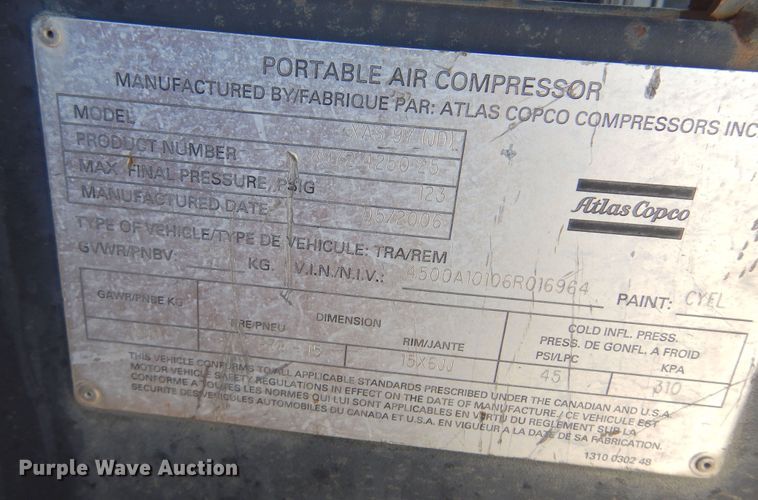 PORTABLE AIR COMPRESSOR
MANUFACTURED BY/FABRIQUE PAR: ATLAS COPCO COMPRESSORS INC
MODEL XAS 97 JD1
PRODUCT NUMBER
MAX. FINAL PRESSURE, PSIG 123
MANUFACTURED DATE 05/2006
Atlas Copco
TYPE OF VEHICLE/TYPE DE VEHICULE: TRA/REM
GVWR/PNBV: KG. V.I.N./N.I.V.: 4500A10106R016964 PAINT: CYEL
GAWR/PNBE KG DIMENSION COLD INFL. PRESS.
PRESS. DE GONFL. A FROID
TIRE/PNEU RIM/JANTE PSI/LPC KPA
15 15X6JJ 45 310
THIS VEHICLE CONFORMS TO ALL APPLICABLE STANDARDS PRESCRIBED UNDER THE CANADIAN AND U.S.A.
MOTOR VEHICLE SAFETY REGULATIONS IN EFFECT ON THE DATE OF MANUFACTURE./ CE VEHICULE EST
CONFORME A TOUTES LES NORMES QUI LUI SONT APPLICABLES EN VERTU DU REGLEMENT SUR LA
SECURITE DES VEHICULES AUTOMOBILES DU CANADA ET U.S.A. EN VIGUEUR A LA DATE DE SA FABRICATION.
1310 0302 48
Purple Wave Auction